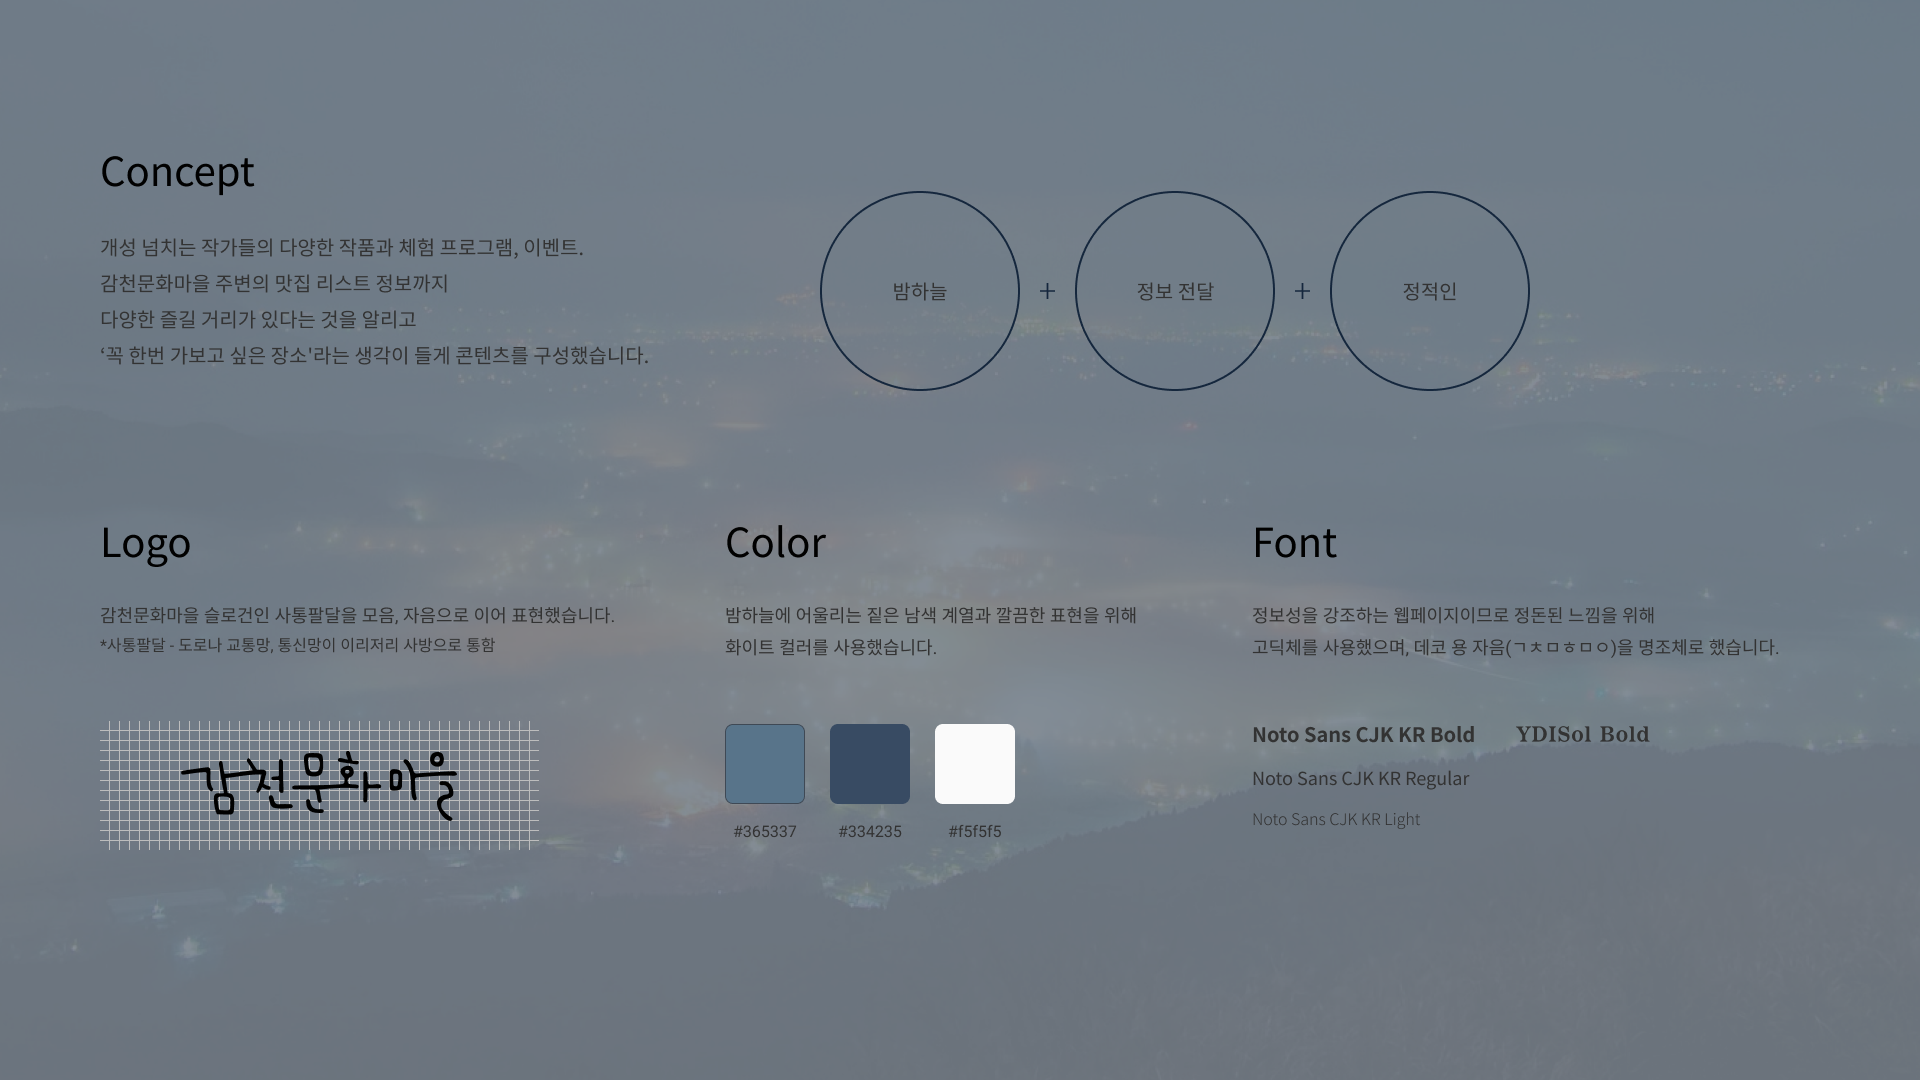 Concept
개성 넘치는 작가들의 다양한 작품과 체험 프로그램, 이벤트.
감천문화마을 주변의 맛집 리스트 정보까지
다양한 즐길 거리가 있다는 것을 알리고
‘꼭 한번 가보고 싶은 장소'라는 생각이 들게 콘텐츠를 구성했습니다.
밤하늘 + 정보 전달 + 정적인
Logo
감천문화마을 슬로건인 사통팔달을 모음, 자음으로 이어 표현했습니다.
*사통팔달 - 도로나 교통망, 통신망이 이리저리 사방으로 통함
감천문화마을
Color
밤하늘에 어울리는 짙은 남색 계열과 깔끔한 표현을 위해
화이트 컬러를 사용했습니다.
#365337 #334235 #f5f5f5
Font
정보성을 강조하는 웹페이지이므로 정돈된 느낌을 위해
고딕체를 사용했으며, 데코 용 자음(ㄱㅊㅁㅎㅁㅇ)을 명조체로 했습니다.
Noto Sans CJK KR Bold YDISol Bold
Noto Sans CJK KR Regular
Noto Sans CJK KR Light